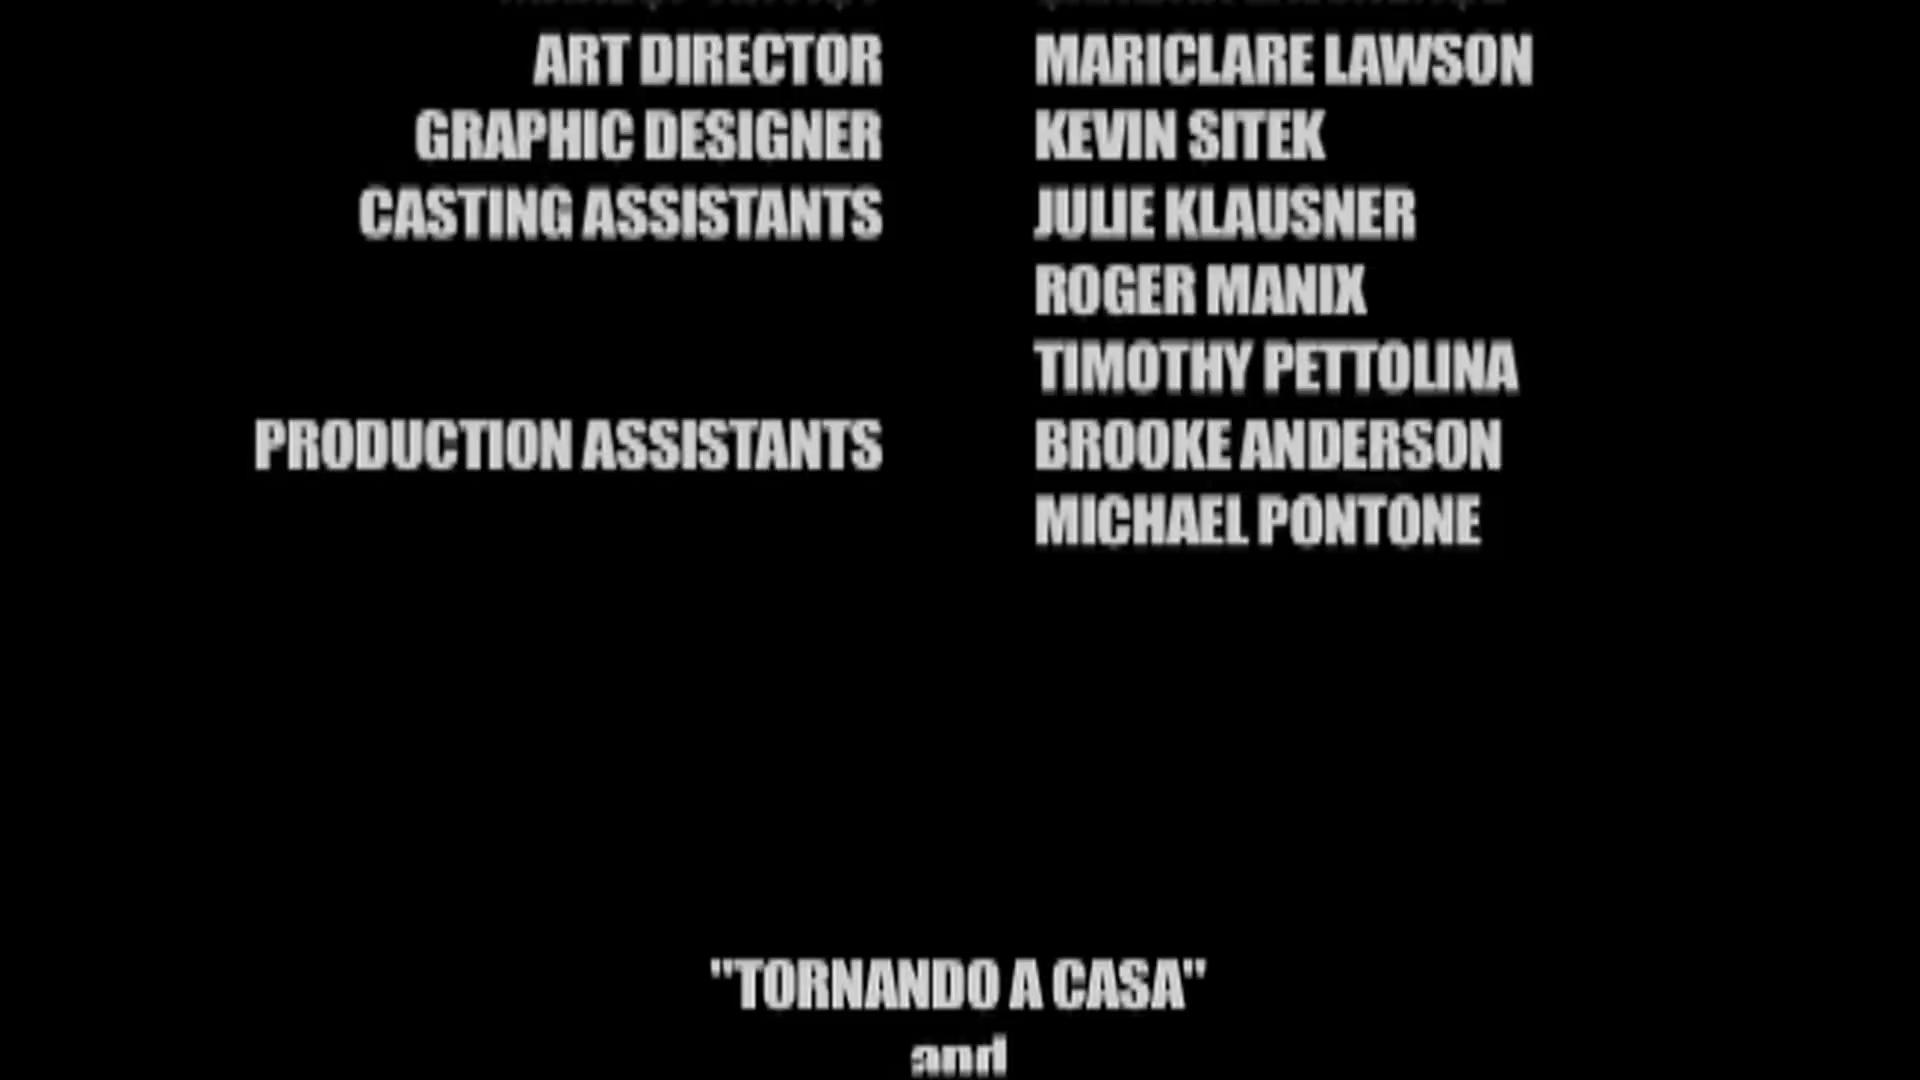 ART DIRECTOR MARICLARE LAWSON
GRAPHIC DESIGNER KEVIN SITEK
CASTING ASSISTANTS JULIE KLAUSNER
ROGER MANIX
TIMOTHY PETTOLINA
PRODUCTION ASSISTANTS BROOKE ANDERSON
MICHAEL PONTONE
"TORNANDO A CASA"
and